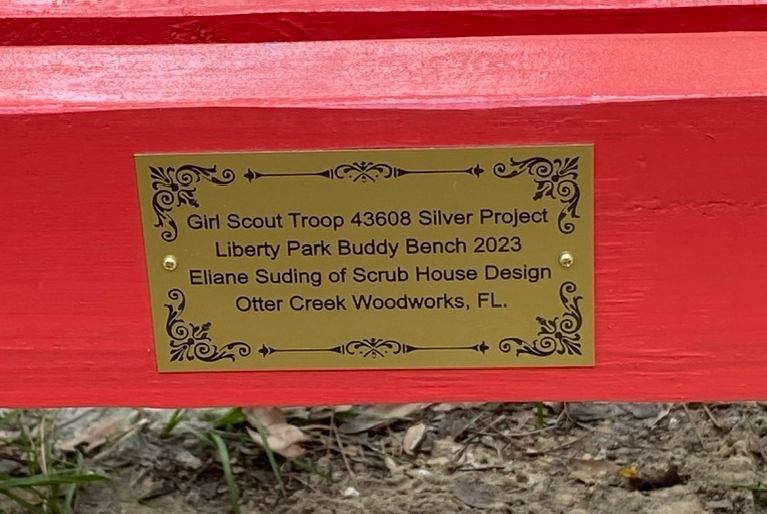 Girl Scout Troop 43608 Silver Project
Liberty Park Buddy Bench 2023
Eliane Suding of Scrub House Design
Otter Creek Woodworks, FL.